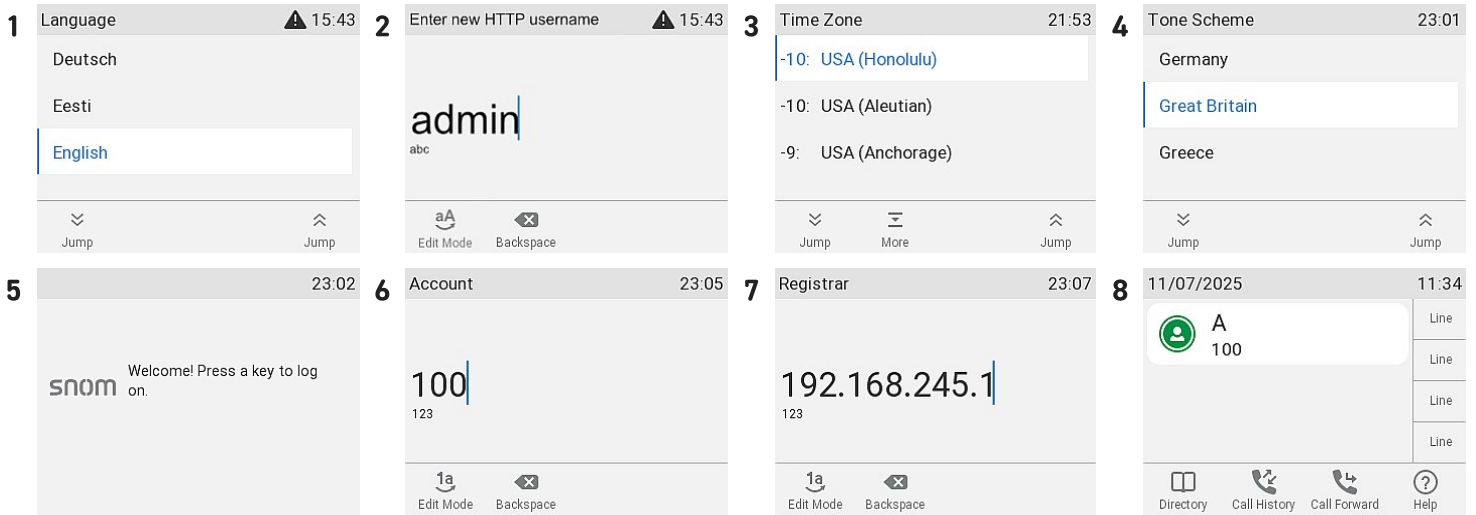 1
Language 15:43
Deutsch
Eesti
English
Jump Jump
2
Enter new HTTP username 15:43
admin
abc
aA
Edit Mode Backspace
3
Time Zone 21:53
-10: USA (Honolulu)
-10: USA (Aleutian)
-9: USA (Anchorage)
Jump More Jump
4
Tone Scheme 23:01
Germany
Great Britain
Greece
Jump Jump
5
23:02
snom
Welcome! Press a key to log
on.
6
Account 23:05
100
123
1a
Edit Mode Backspace
7
Registrar 23:07
192.168.245.1
123
1a
Edit Mode Backspace
8
11/07/2025 11:34
A
100
Line
Line
Line
Line
Directory Call History Call Forward Help